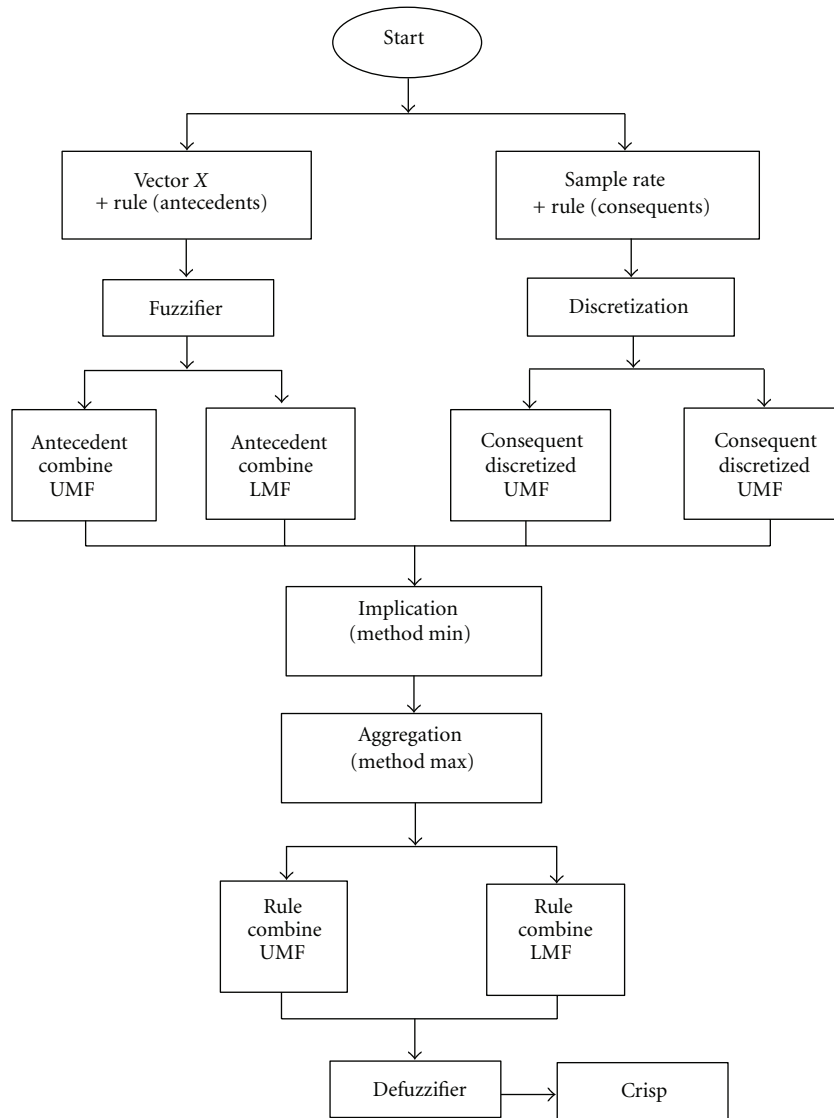 Start
Vector X
+ rule (antecedents)
Sample rate
+ rule (consequents)
Fuzzifier
Discretization
Antecedent
combine
UMF
Antecedent
combine
LMF
Consequent
discretized
UMF
Consequent
discretized
UMF
Implication
(method min)
Aggregation
(method max)
Rule
combine
UMF
Rule
combine
LMF
Defuzzifier
Crisp